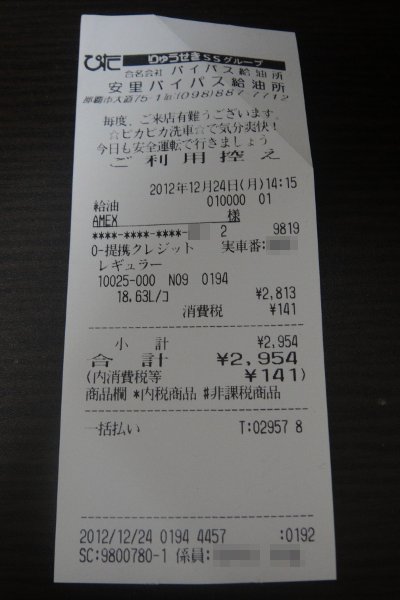 ぴた りゅうせきSSグループ
合名会社 バイパス給油所
安里バイパス給油所
那覇市大道75-1 ℡(098)887-7712
毎度、ご来店有難うございます。
☆ピカピカ洗車☆で気分爽快!
今日も安全運転で行きましょう
ご利用控え
2012年12月24日(月)14:15
給油 010000 01
AMEX 様
****-****-****- 2 9819
0-提携クレジット 実車番:
レギュラー
10025-000 N09 0194
18.63L/コ ¥2,813
消費税 ¥141
小 計 ¥2,954
合 計 ¥2,954
(内消費税等 ¥141)
商品欄 *内税商品 #非課税商品
一括払い T:02957 8
2012/12/24 0194 4457 :0192
SC:9800780-1 係員: